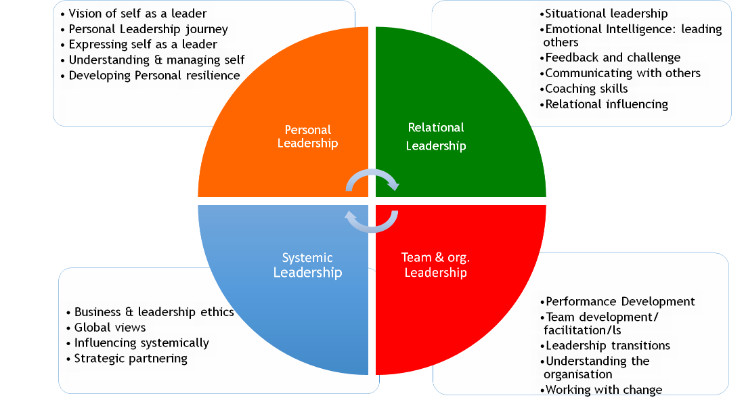 • Vision of self as a leader
• Personal Leadership journey
• Expressing self as a leader
• Understanding & managing self
• Developing Personal resilience
•Situational leadership
•Emotional Intelligence: leading
others
•Feedback and challenge
•Communicating with others
•Coaching skills
•Relational influencing
Personal
Leadership
Relational
Leadership
Systemic
Leadership
Team & org.
Leadership
• Business & leadership ethics
• Global views
• Influencing systemically
• Strategic partnering
•Performance Development
•Team development/
facilitation/ls
•Leadership transitions
•Understanding the
organisation
•Working with change